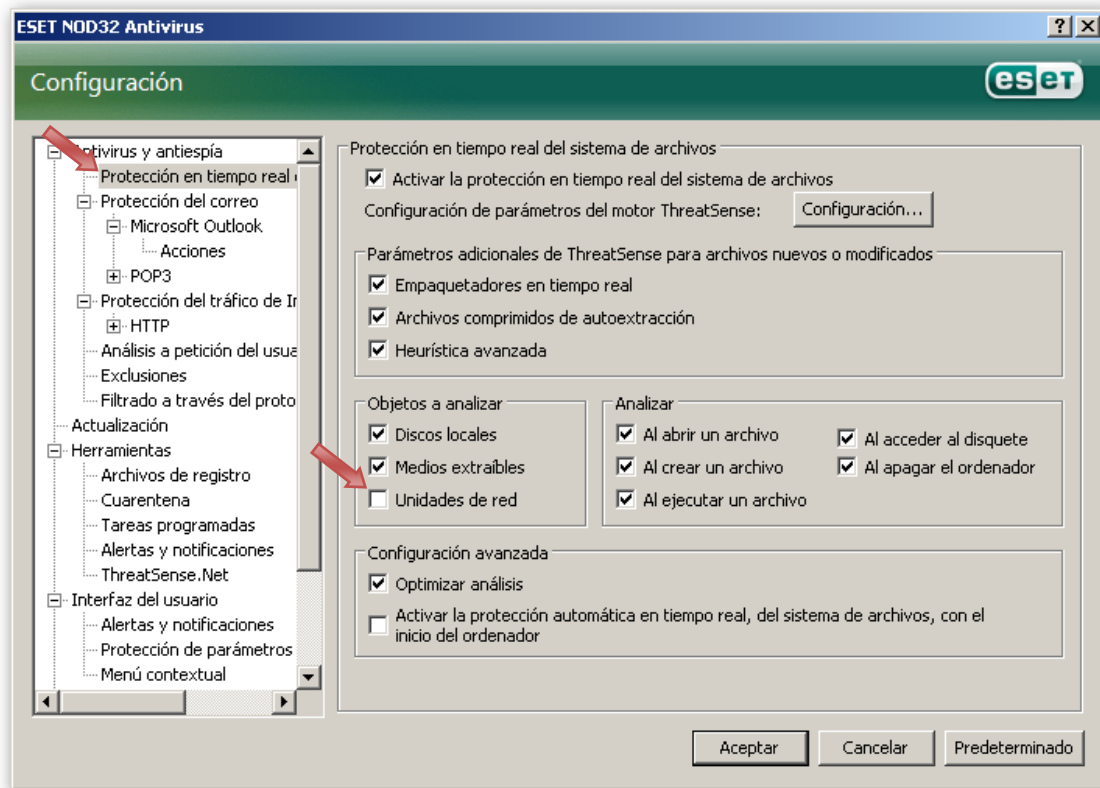 ESET NOD32 Antivirus
Configuración
eseT
Antivirus y antiespía
Protección en tiempo real
Protección del correo
Microsoft Outlook
Acciones
POP3
Protección del tráfico de
HTTP
Análisis a petición del
Exclusiones
Filtrado a través del
Actualización
Herramientas
Archivos de registro
Cuarentena
Tareas programadas
Alertas y notificaciones
ThreatSense.Net
Interfaz del usuario
Alertas y notificaciones
Protección de parámetros
Menú contextual
Protección en tiempo real del sistema de archivos
Activar la protección en tiempo real del sistema de archivos
Configuración de parámetros del motor ThreatSense: Configuración...
Parámetros adicionales de ThreatSense para archivos nuevos o modificados
Empaquetadores en tiempo real
Archivos comprimidos de autoextracción
Heurística avanzada
Objetos a analizar
Discos locales
Medios extraíbles
Unidades de red
Analizar
Al abrir un archivo
Al crear un archivo
Al ejecutar un archivo
Al acceder al disquete
Al apagar el ordenador
Configuración avanzada
Optimizar análisis
Activar la protección automática en tiempo real, del sistema de archivos, con el
inicio del ordenador
Aceptar Cancelar Predeterminado